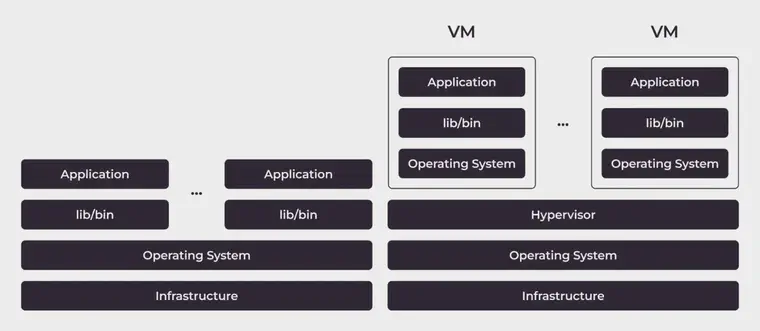 VM
VM
Application
Application
lib/bin
...
lib/bin
Operating System
Operating System
Application
...
Application
lib/bin
lib/bin
Hypervisor
Operating System
Operating System
Infrastructure
Infrastructure